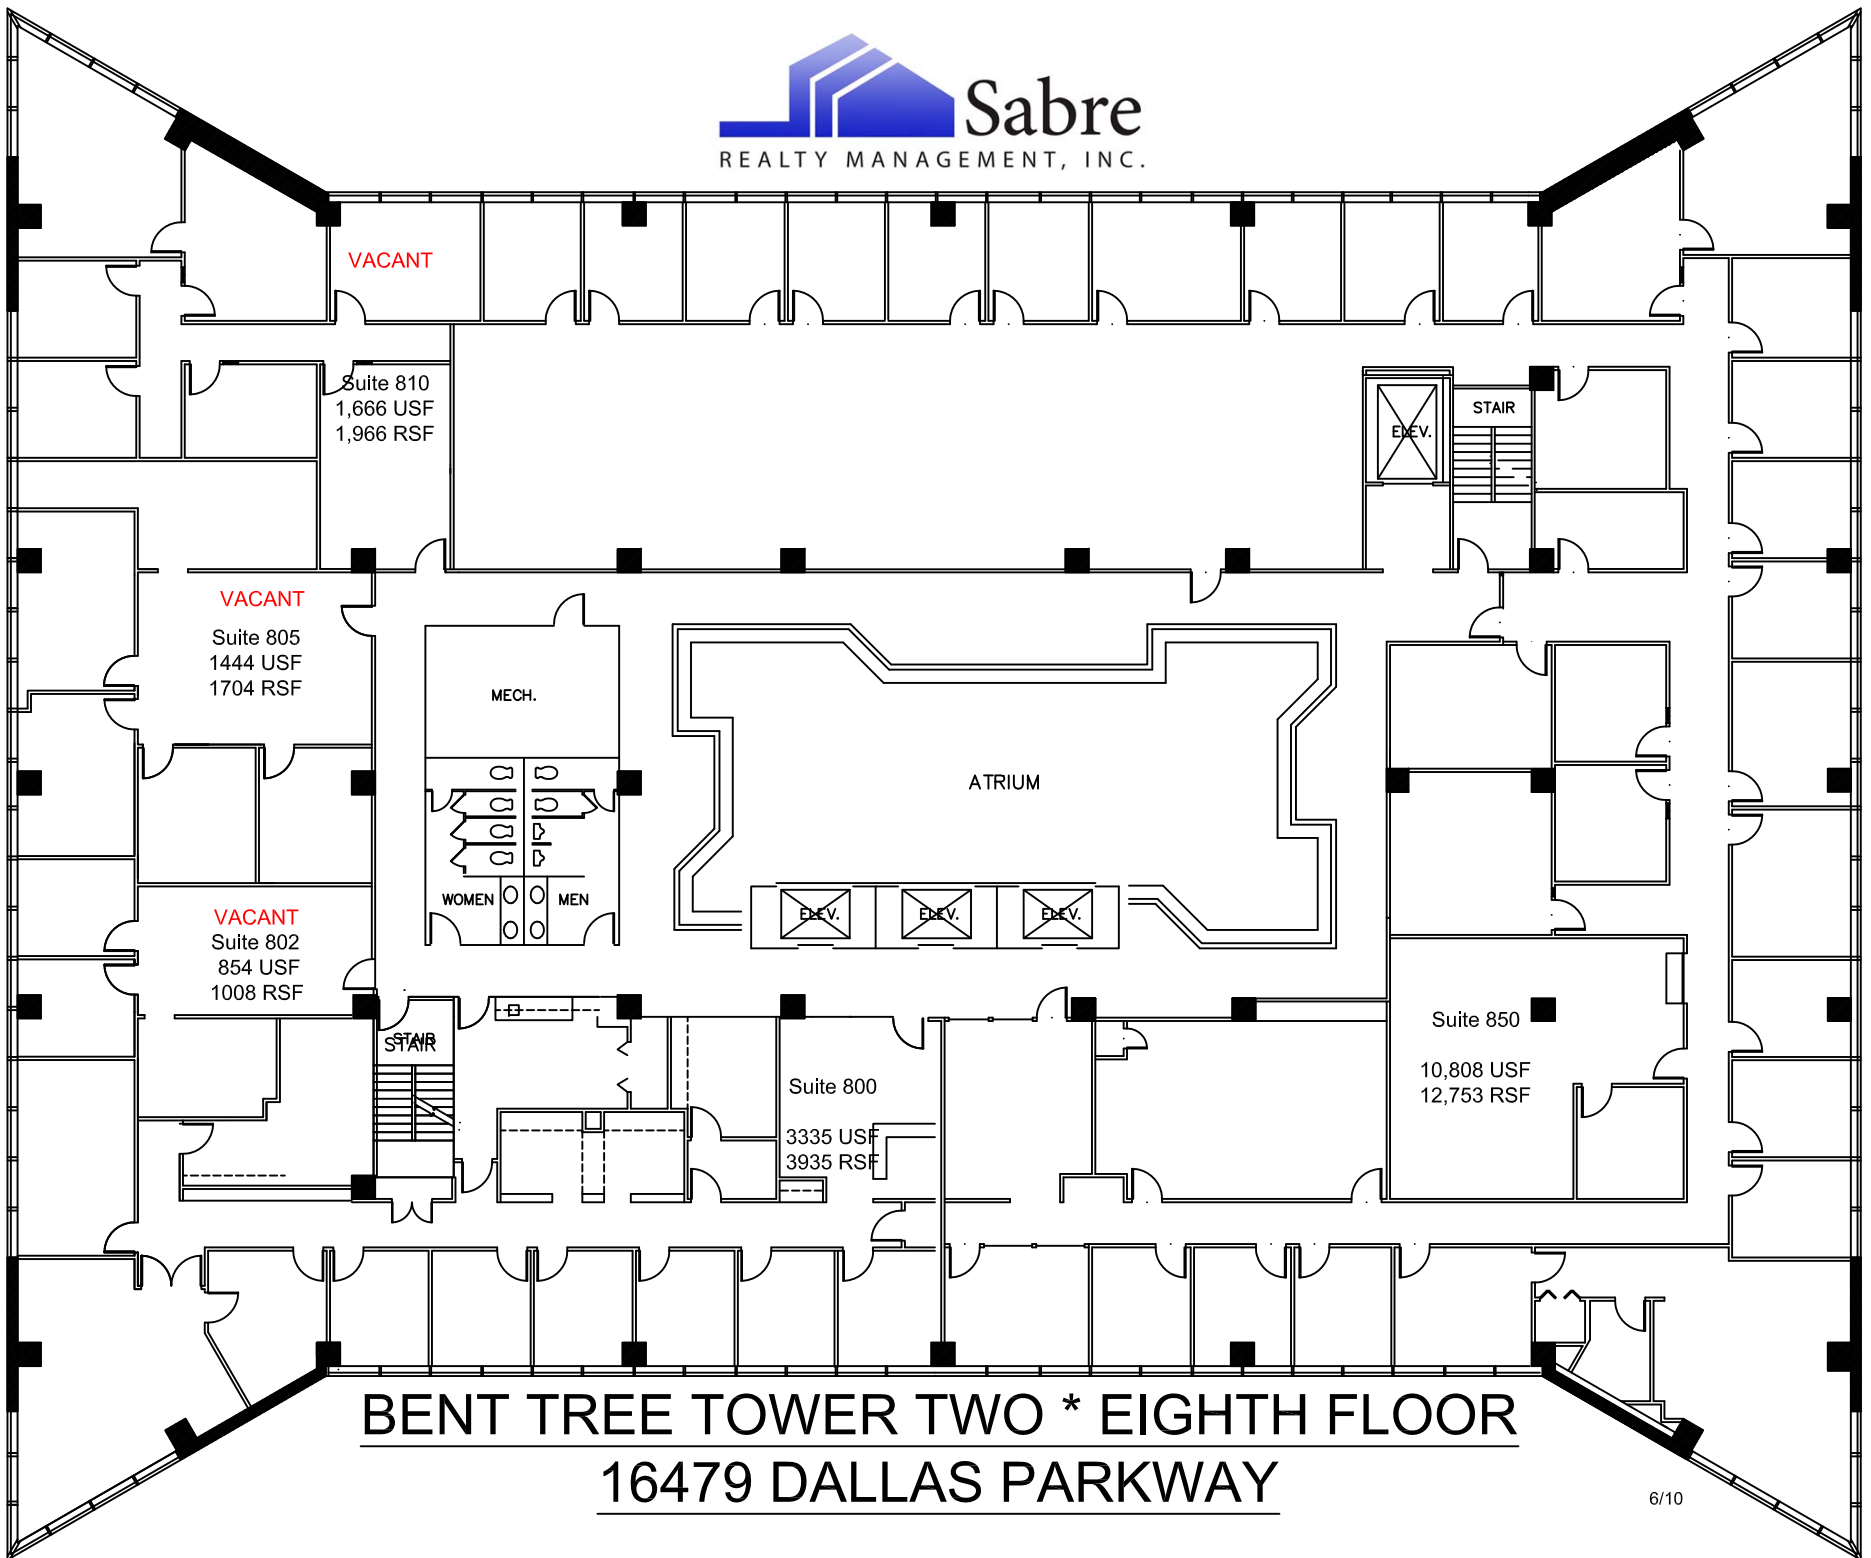 Sabre
REALTY MANAGEMENT, INC.
VACANT
Suite 810
1,666 USF
1,966 RSF
ELEV.
STAIR
VACANT
Suite 805
1444 USF
1704 RSF
MECH.
ATRIUM
WOMEN
MEN
ELEV.
ELEV.
ELEV.
VACANT
Suite 802
854 USF
1008 RSF
STAIR
STAIR
Suite 800
3335 USF
3935 RSF
Suite 850
10,808 USF
12,753 RSF
BENT TREE TOWER TWO * EIGHTH FLOOR
16479 DALLAS PARKWAY
6/10